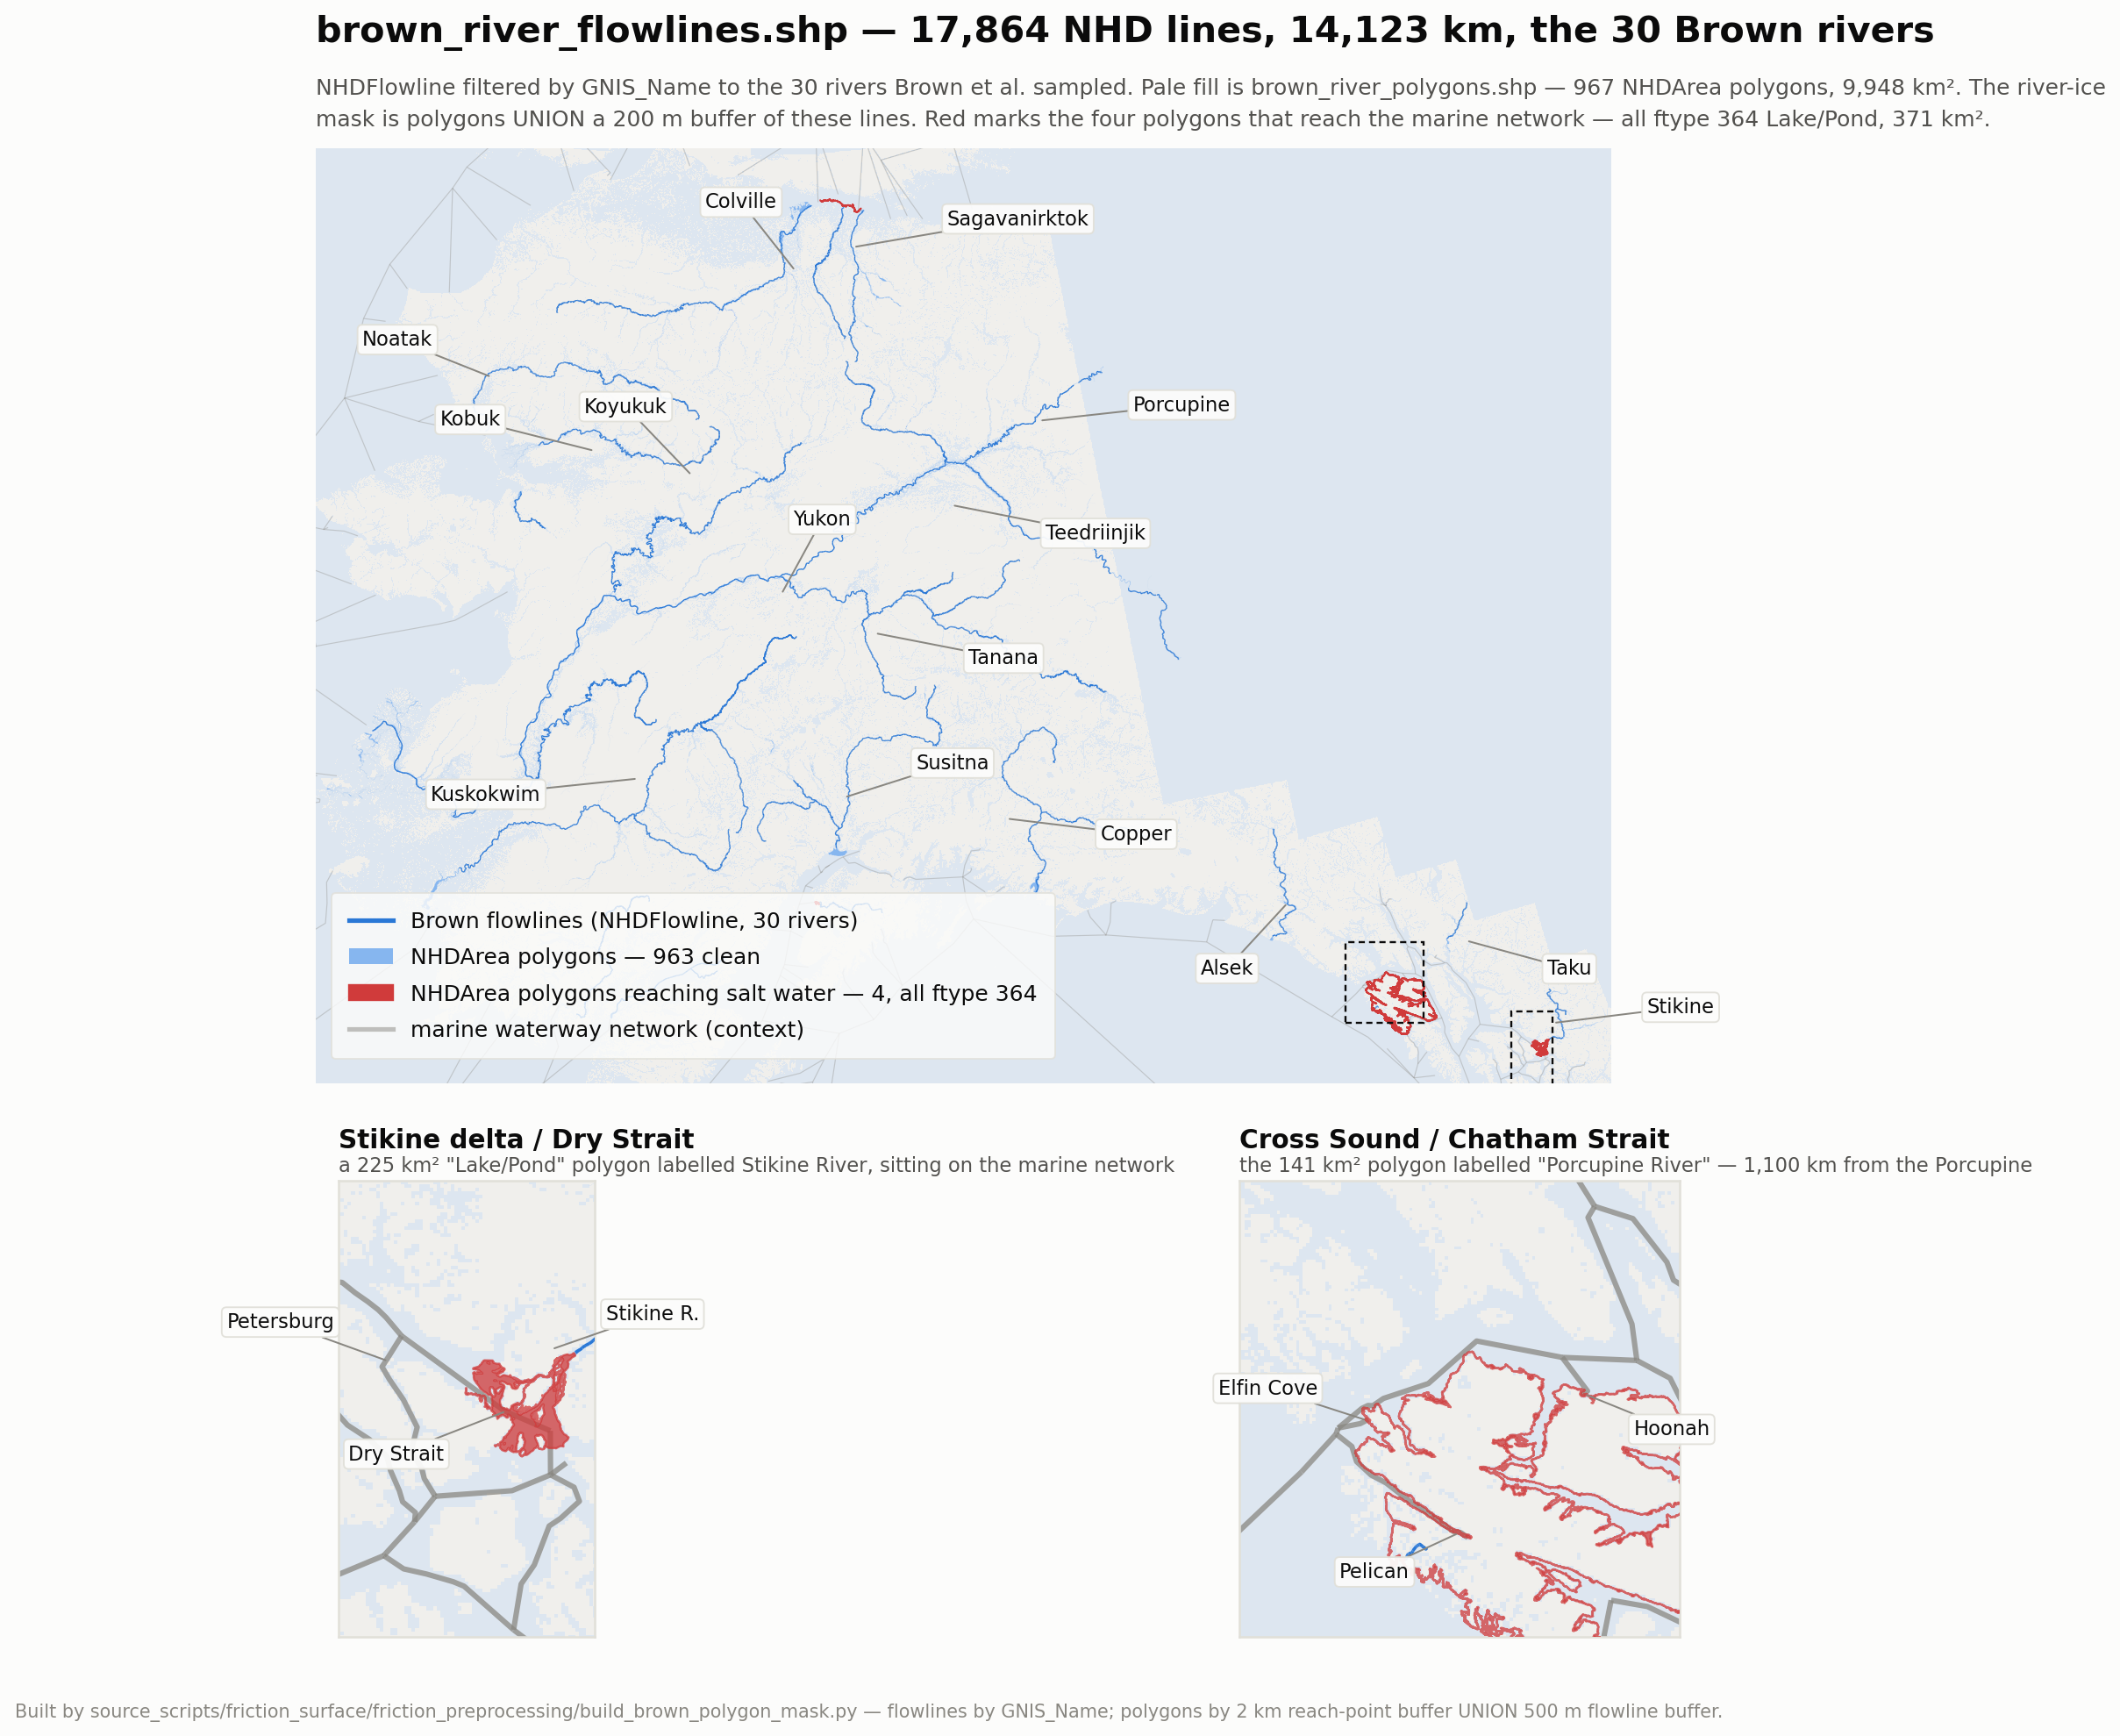 brown_river_flowlines.shp — 17,864 NHD lines, 14,123 km, the 30 Brown rivers
NHDFlowline filtered by GNIS_Name to the 30 rivers Brown et al. sampled. Pale fill is brown_river_polygons.shp — 967 NHDArea polygons, 9,948 km². The river-ice
mask is polygons UNION a 200 m buffer of these lines. Red marks the four polygons that reach the marine network — all ftype 364 Lake/Pond, 371 km².
Colville
Sagavanirktok
Noatak
Kobuk
Koyukuk
Porcupine
Yukon
Teedriinjik
Tanana
Susitna
Kuskokwim
Copper
Alsek
Taku
Stikine
Brown flowlines (NHDFlowline, 30 rivers)
NHDArea polygons — 963 clean
NHDArea polygons reaching salt water — 4, all ftype 364
marine waterway network (context)
Stikine delta / Dry Strait
a 225 km² "Lake/Pond" polygon labelled Stikine River, sitting on the marine network
Petersburg
Stikine R.
Dry Strait
Cross Sound / Chatham Strait
the 141 km² polygon labelled "Porcupine River" — 1,100 km from the Porcupine
Elfin Cove
Hoonah
Pelican
Built by source_scripts/friction_surface/friction_preprocessing/build_brown_polygon_mask.py — flowlines by GNIS_Name; polygons by 2 km reach-point buffer UNION 500 m flowline buffer.